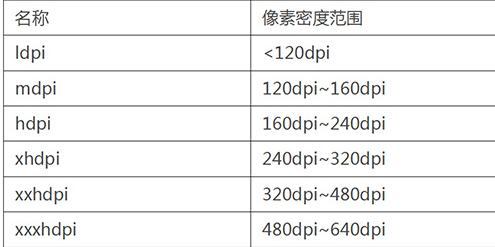 名称 像素密度范围
ldpi <120dpi
mdpi 120dpi~160dpi
hdpi 160dpi~240dpi
xhdpi 240dpi~320dpi
xxhdpi 320dpi~480dpi
xxxhdpi 480dpi~640dpi